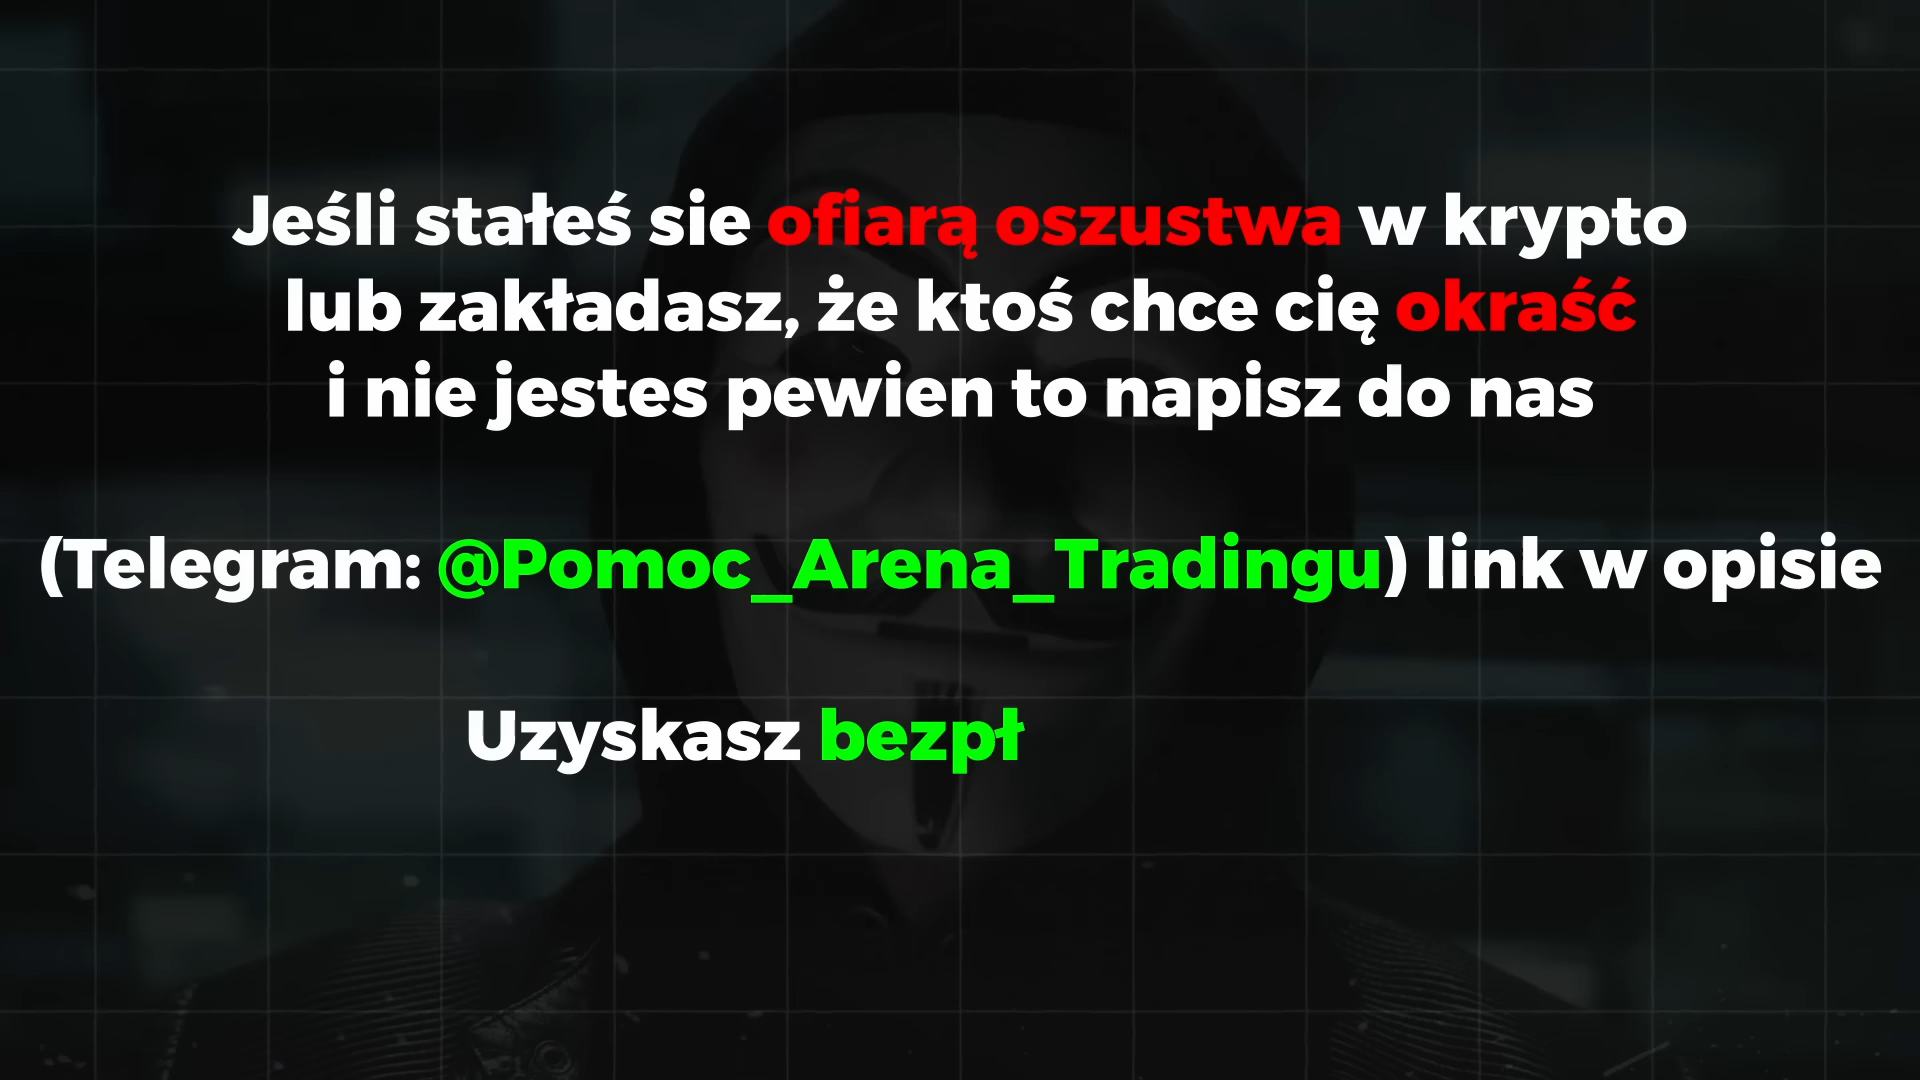 Jeśli stałeś sie ofiarą oszustwa w krypto
lub zakładasz, że ktoś chce cię okraść
i nie jestes pewien to napisz do nas
(Telegram: @Pomoc_Arena_Tradingu) link w opisie
Uzyskasz bezpł